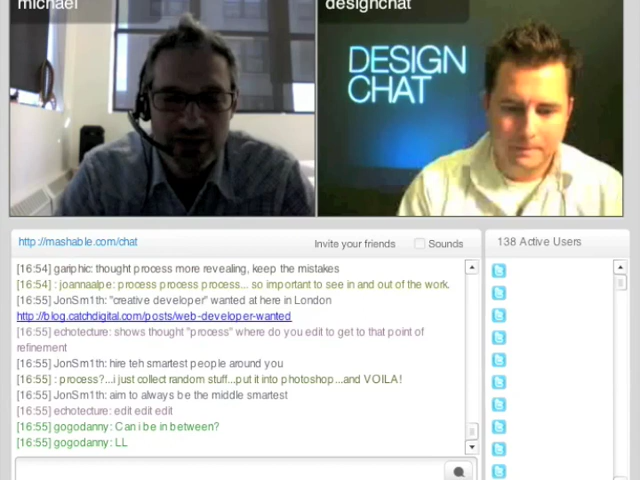 michael
designchat
DESIGN
CHAT
http://mashable.com/chat
Invite your friends
Sounds
138 Active Users
[16:54] gariphic: thought process more revealing, keep the mistakes
[16:54] : joannaalpe: process process process... so important to see in and out of the work.
[16:55] JonSm1th: "creative developer" wanted at here in London
http://blog.catchdigital.com/posts/web-developer-wanted
[16:55] echotecture: shows thought "process" where do you edit to get to that point of
refinement
[16:55] JonSm1th: hire teh smartest people around you
[16:55] : process?...i just collect random stuff...put it into photoshop...and VOILA!
[16:55] JonSm1th: aim to always be the middle smartest
[16:55] echotecture: edit edit edit
[16:55] gogodanny: Can i be in between?
[16:55] gogodanny: LL